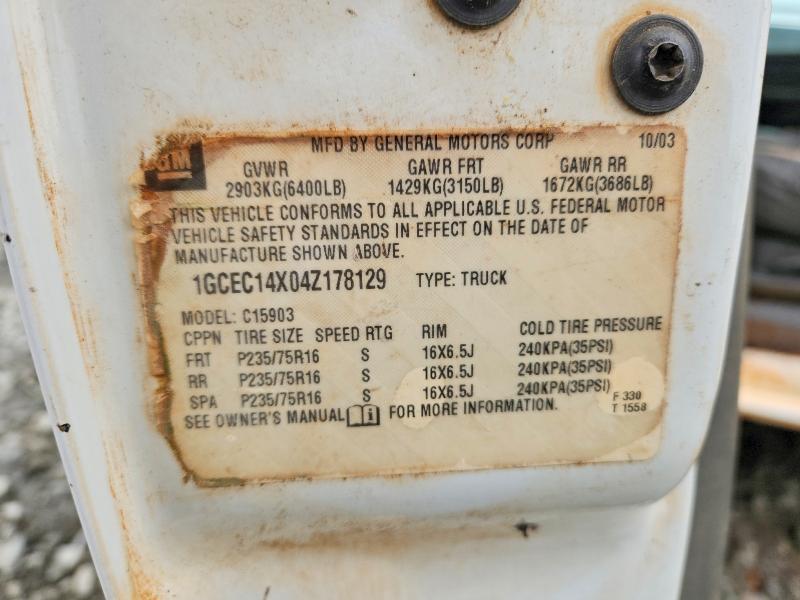 MFD BY GENERAL MOTORS CORP 10/03
GM
GVWR GAWR FRT GAWR RR
2903KG(6400LB) 1429KG(3150LB) 1672KG(3686LB)
THIS VEHICLE CONFORMS TO ALL APPLICABLE U.S. FEDERAL MOTOR
VEHICLE SAFETY STANDARDS IN EFFECT ON THE DATE OF
MANUFACTURE SHOWN ABOVE.
1GCEC14X04Z178129 TYPE: TRUCK
MODEL: C15903
CPPN TIRE SIZE SPEED RTG RIM COLD TIRE PRESSURE
FRT P235/75R16 S 16X6.5J 240KPA(35PSI)
RR P235/75R16 S 16X6.5J 240KPA(35PSI)
SPA P235/75R16 S 16X6.5J 240KPA(35PSI)
SEE OWNER'S MANUAL FOR MORE INFORMATION.
F 330
T 1558